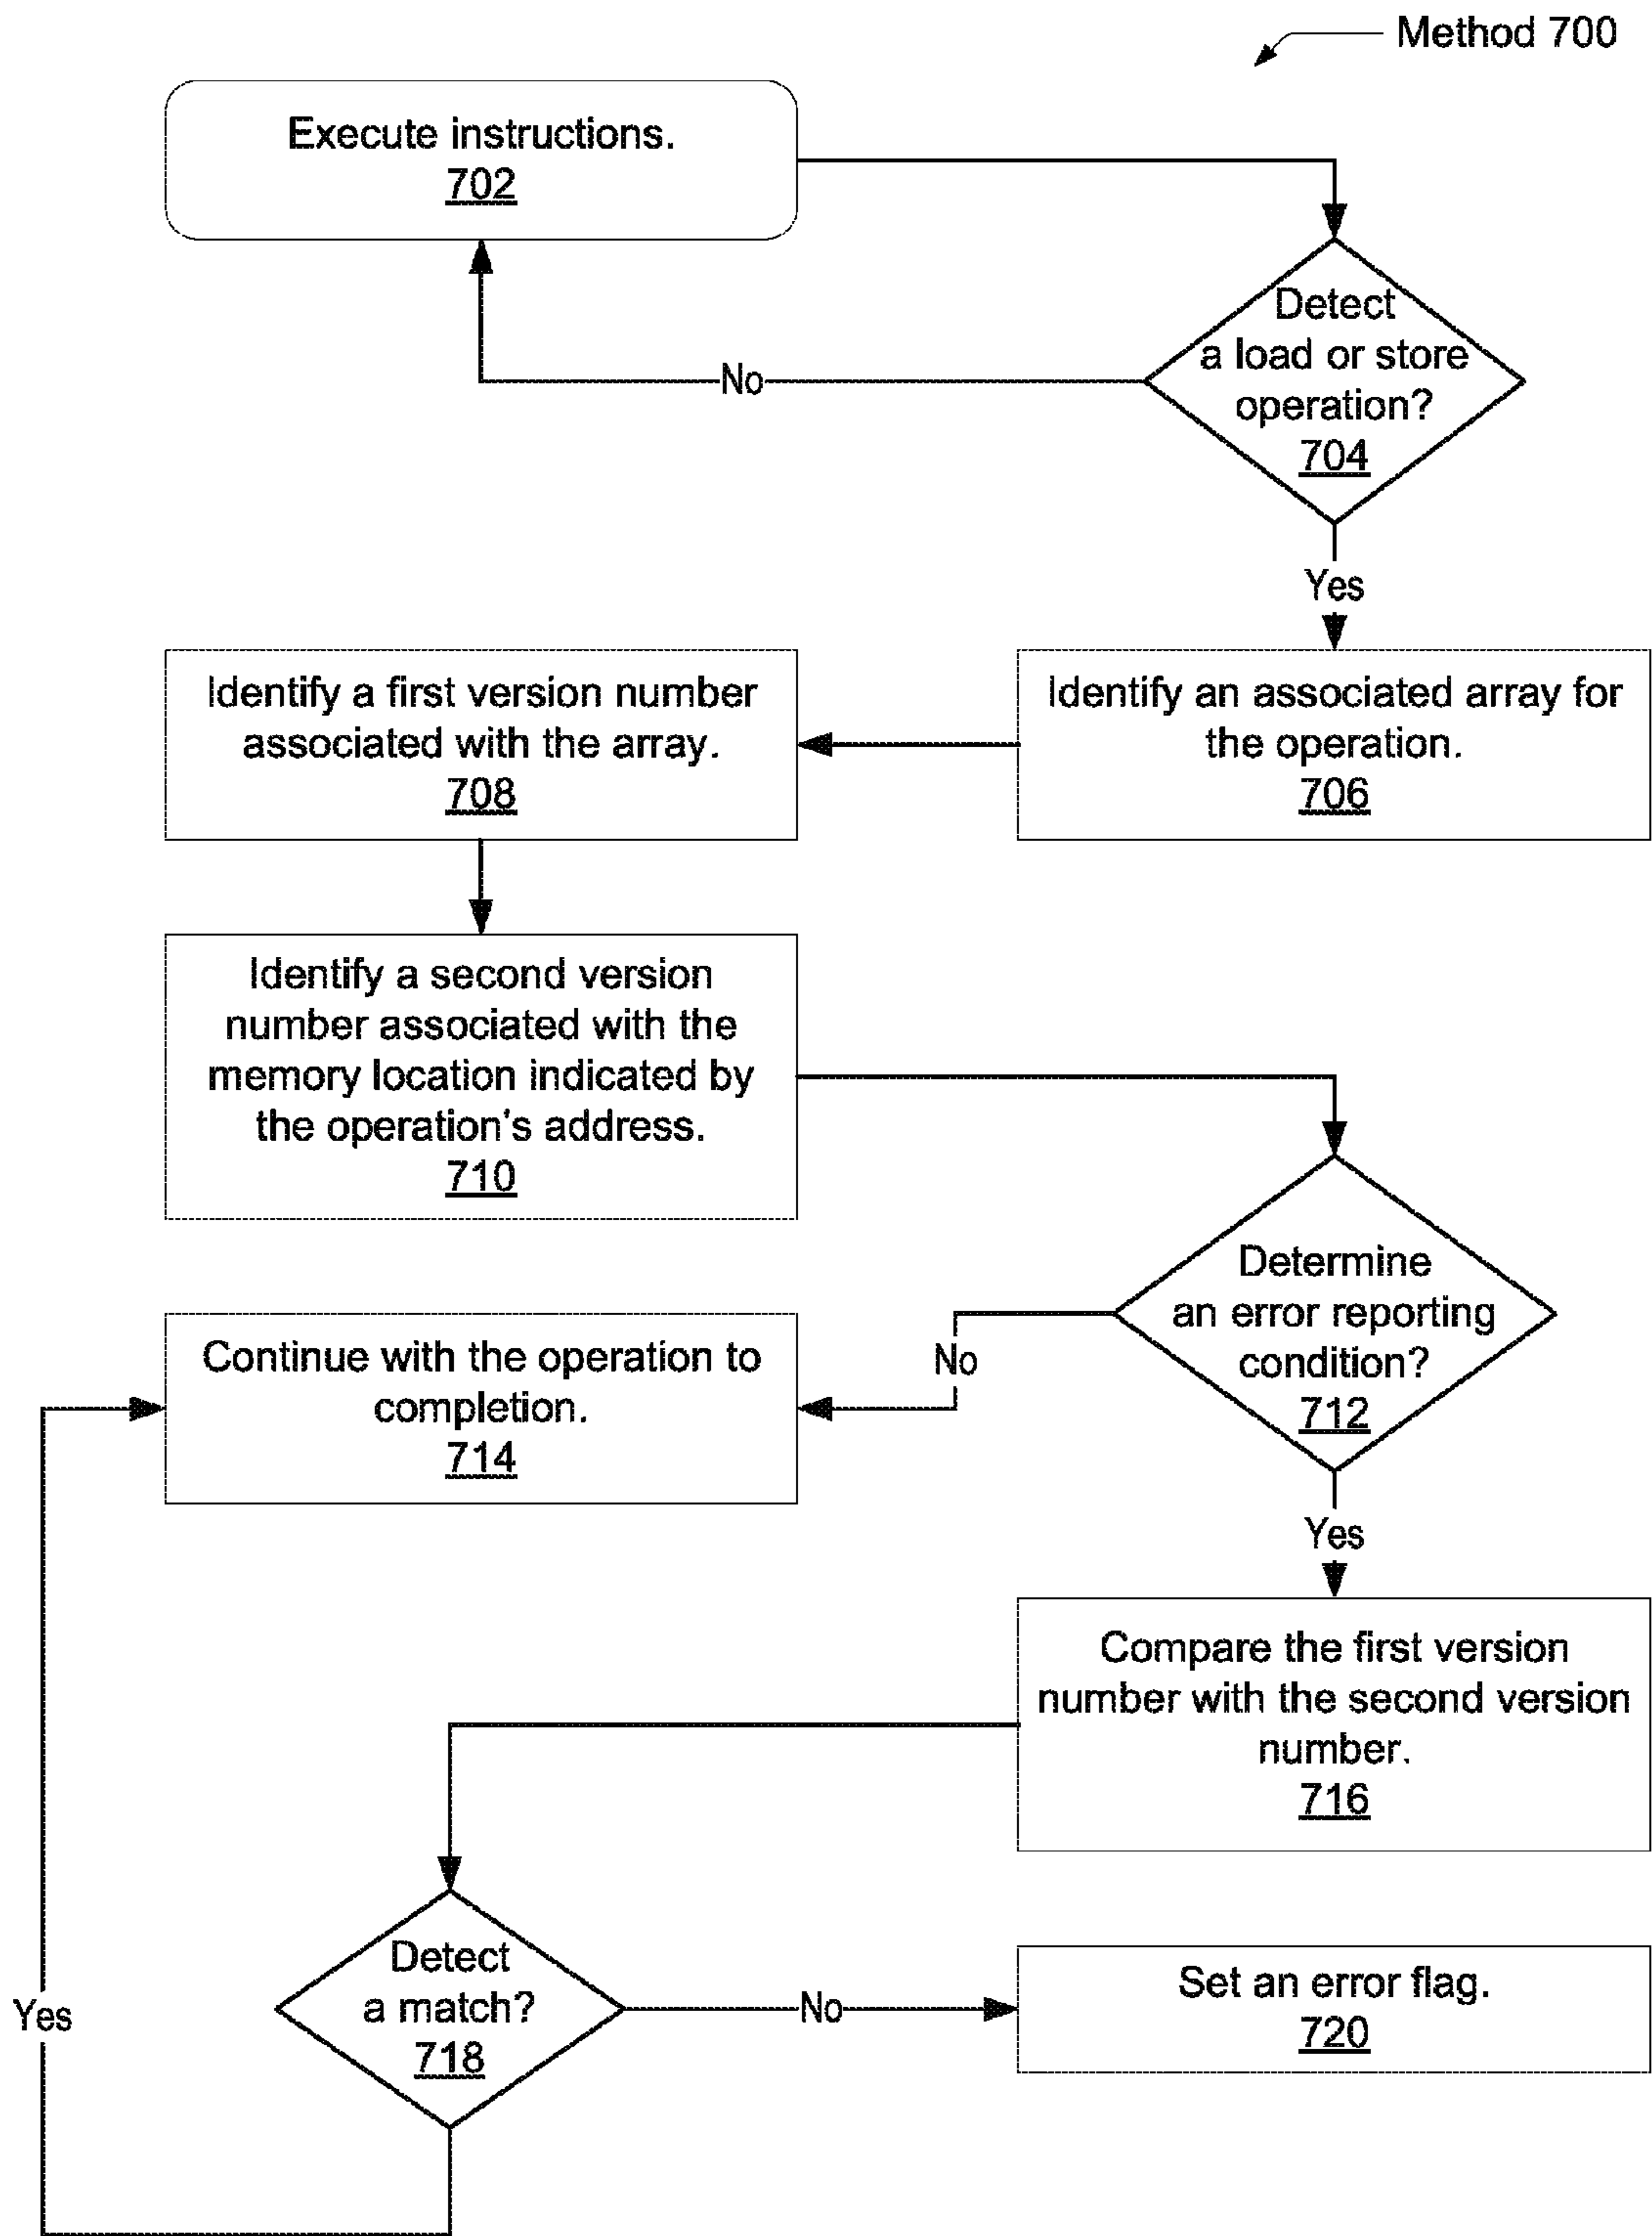 Method 700
Execute instructions.
702
Detect
a load or store
operation?
704
No
Yes
Identify an associated array for
the operation.
706
Identify a first version number
associated with the array.
708
Identify a second version
number associated with the
memory location indicated by
the operation's address.
710
Determine
an error reporting
condition?
712
No
Continue with the operation to
completion.
714
Yes
Compare the first version
number with the second version
number.
716
Detect
a match?
718
Yes
No
Set an error flag.
720